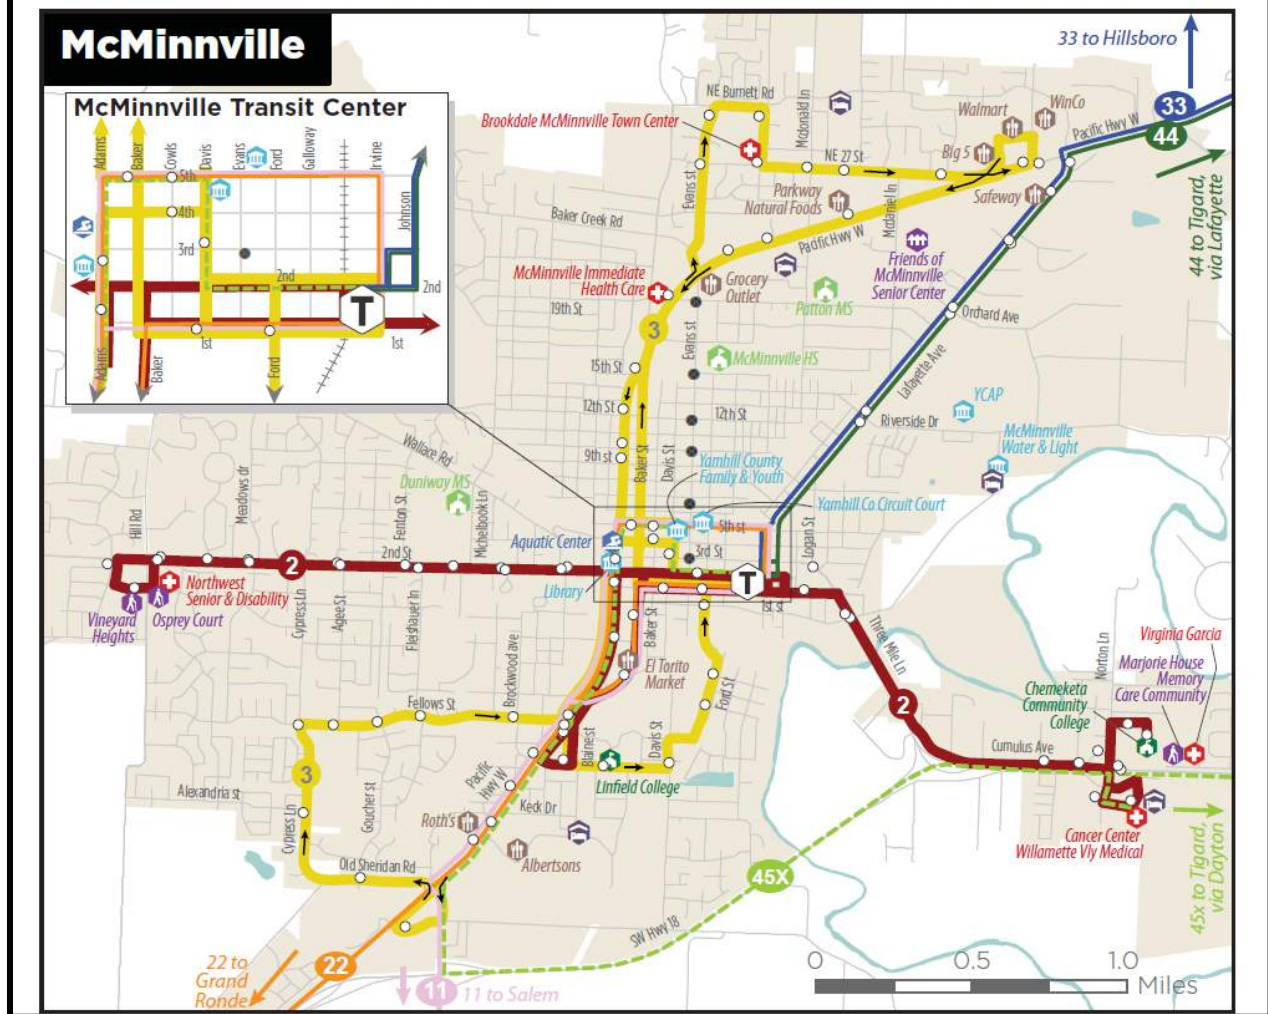 McMinnville
33 to Hillsboro
McMinnville Transit Center
Adams
Baker
Cowls
Davis
Evans
Ford
Galloway
Irvine
5th
4th
3rd
2nd
2nd
Johnson
T
1st
1st
Adams
Baker
Ford
NE Burnett Rd
Mcdonald ln
Walmart
WinCo
33
Pacific Hwy W
44
Brookdale McMinnville Town Center
NE 27 St
Big 5
Evans st
Parkway
Natural Foods
Mcdaniel ln
Safeway
Baker Creek Rd
Pacific Hwy W
44 to Tigard,
via Lafayette
Friends of
McMinnville
Senior Center
McMinnville Immediate
Health Care
Grocery
Outlet
Patton MS
19th St
Orchard Ave
3
Evans st
McMinnville HS
15th St
Lafayette Ave
12th St
12th St
YCAP
Riverside Dr
McMinnville
Water & Light
Wallace Rd
9th st
Baker St
Davis St
Yamhill County
Family & Youth
Duniway MS
Meadows dr
Hill Rd
Fenton St
Michelbook Ln
Yamhill Co Circuit Court
5th st
Aquatic Center
2nd St
3rd St
Logan St
2
T
Northwest
Senior & Disability
Library
1st st
Vineyard
Heights
Osprey Court
Cypress Ln
Agee St
Fleishauer ln
Baker St
Three Mile Ln
Brockwood ave
El Torito
Market
Norton Ln
Virginia Garcia
Marjorie House
Memory
Care Community
Chemeketa
Community
College
Fellows St
Ford St
2
Blaine st
Davis St
Cumulus Ave
3
Pacific
Hwy W
Linfield College
Alexandria st
Goucher st
Keck Dr
Cypress Ln
Roth's
Albertsons
Cancer Center
Willamette Vly Medical
Old Sheridan Rd
45X
45x to Tigard,
via Dayton
SW Hwy 18
22 to
Grand
Ronde
22
11
11 to Salem
0 0.5 1.0
Miles